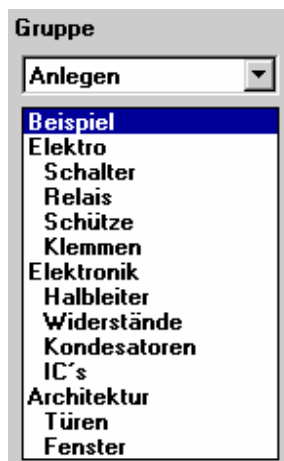 Gruppe
Anlegen
Beispiel
Elektro
Schalter
Relais
Schütze
Klemmen
Elektronik
Halbleiter
Widerstände
Kondesatoren
IC´s
Architektur
Türen
Fenster